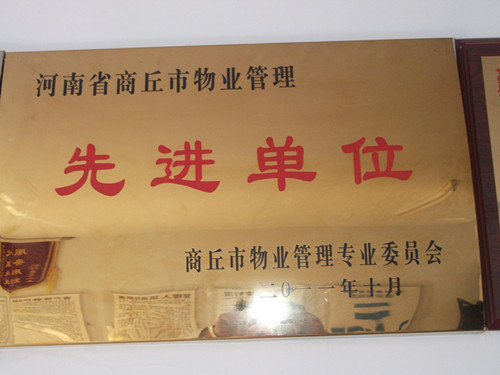 河南省商丘市物业管理
先进单位
商丘市物业管理专业委员会
二〇一一年十月